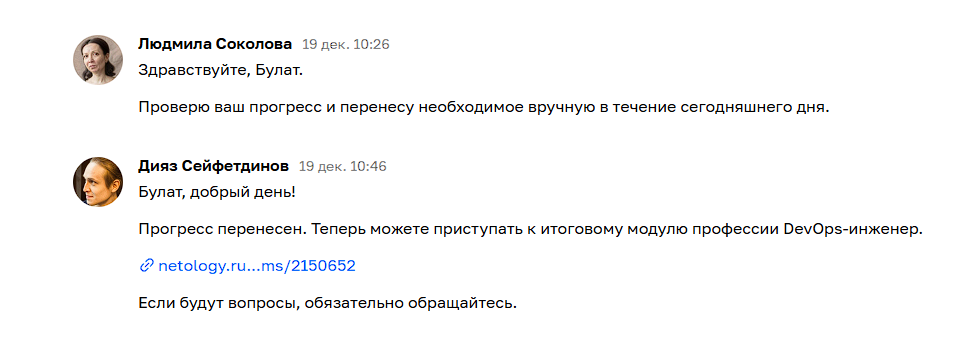 Людмила Соколова 19 дек. 10:26
Здравствуйте, Булат.
Проверю ваш прогресс и перенесу необходимое вручную в течение сегодняшнего дня.
Дияз Сейфетдинов 19 дек. 10:46
Булат, добрый день!
Прогресс перенесен. Теперь можете приступать к итоговому модулю профессии DevOps-инженер.
netology.ru...ms/2150652
Если будут вопросы, обязательно обращайтесь.